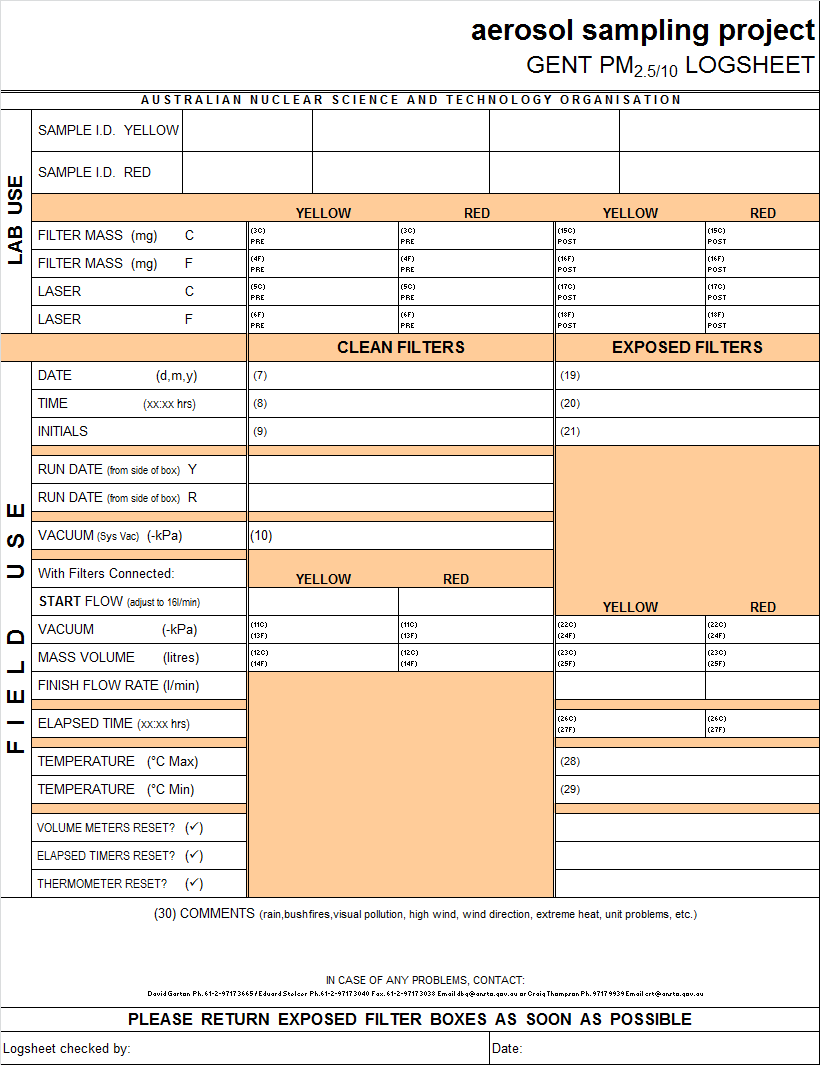 aerosol sampling project
GENT PM2.5/10 LOGSHEET
AUSTRALIAN NUCLEAR SCIENCE AND TECHNOLOGY ORGANISATION
LAB USE
SAMPLE I.D. YELLOW
SAMPLE I.D. RED
YELLOW RED YELLOW RED
FILTER MASS (mg) C (3C) PRE (3C) PRE (15C) POST (15C) POST
FILTER MASS (mg) F (4F) PRE (4F) PRE (16F) POST (16F) POST
LASER C (5C) PRE (5C) PRE (17C) POST (17C) POST
LASER F (6F) PRE (6F) PRE (18F) POST (18F) POST
CLEAN FILTERS EXPOSED FILTERS
FIELD USE
DATE (d,m,y) (7) (19)
TIME (xx:xx hrs) (8) (20)
INITIALS (9) (21)
RUN DATE (from side of box) Y
RUN DATE (from side of box) R
VACUUM (Sys Vac) (-kPa) (10)
With Filters Connected: YELLOW RED
START FLOW (adjust to 16l/min) YELLOW RED
VACUUM (-kPa) (11C) (13F) (11C) (13F) (22C) (24F) (22C) (24F)
MASS VOLUME (litres) (12C) (14F) (12C) (14F) (23C) (25F) (23C) (25F)
FINISH FLOW RATE (l/min)
ELAPSED TIME (xx:xx hrs) (26C) (27F) (26C) (27F)
TEMPERATURE (°C Max) (28)
TEMPERATURE (°C Min) (29)
VOLUME METERS RESET? (✓)
ELAPSED TIMERS RESET? (✓)
THERMOMETER RESET? (✓)
(30) COMMENTS (rain,bushfires,visual pollution, high wind, wind direction, extreme heat, unit problems, etc.)
IN CASE OF ANY PROBLEMS, CONTACT:
David Garton Ph. 61-2-97173665 / Eduard Stelcer Ph.61-2-97173040 Fax.61-2-97173038 Email dbg@ansto.gov.au or Craig Thompson Ph. 97179939 Email crt@ansto.gov.au
PLEASE RETURN EXPOSED FILTER BOXES AS SOON AS POSSIBLE
Logsheet checked by: Date: